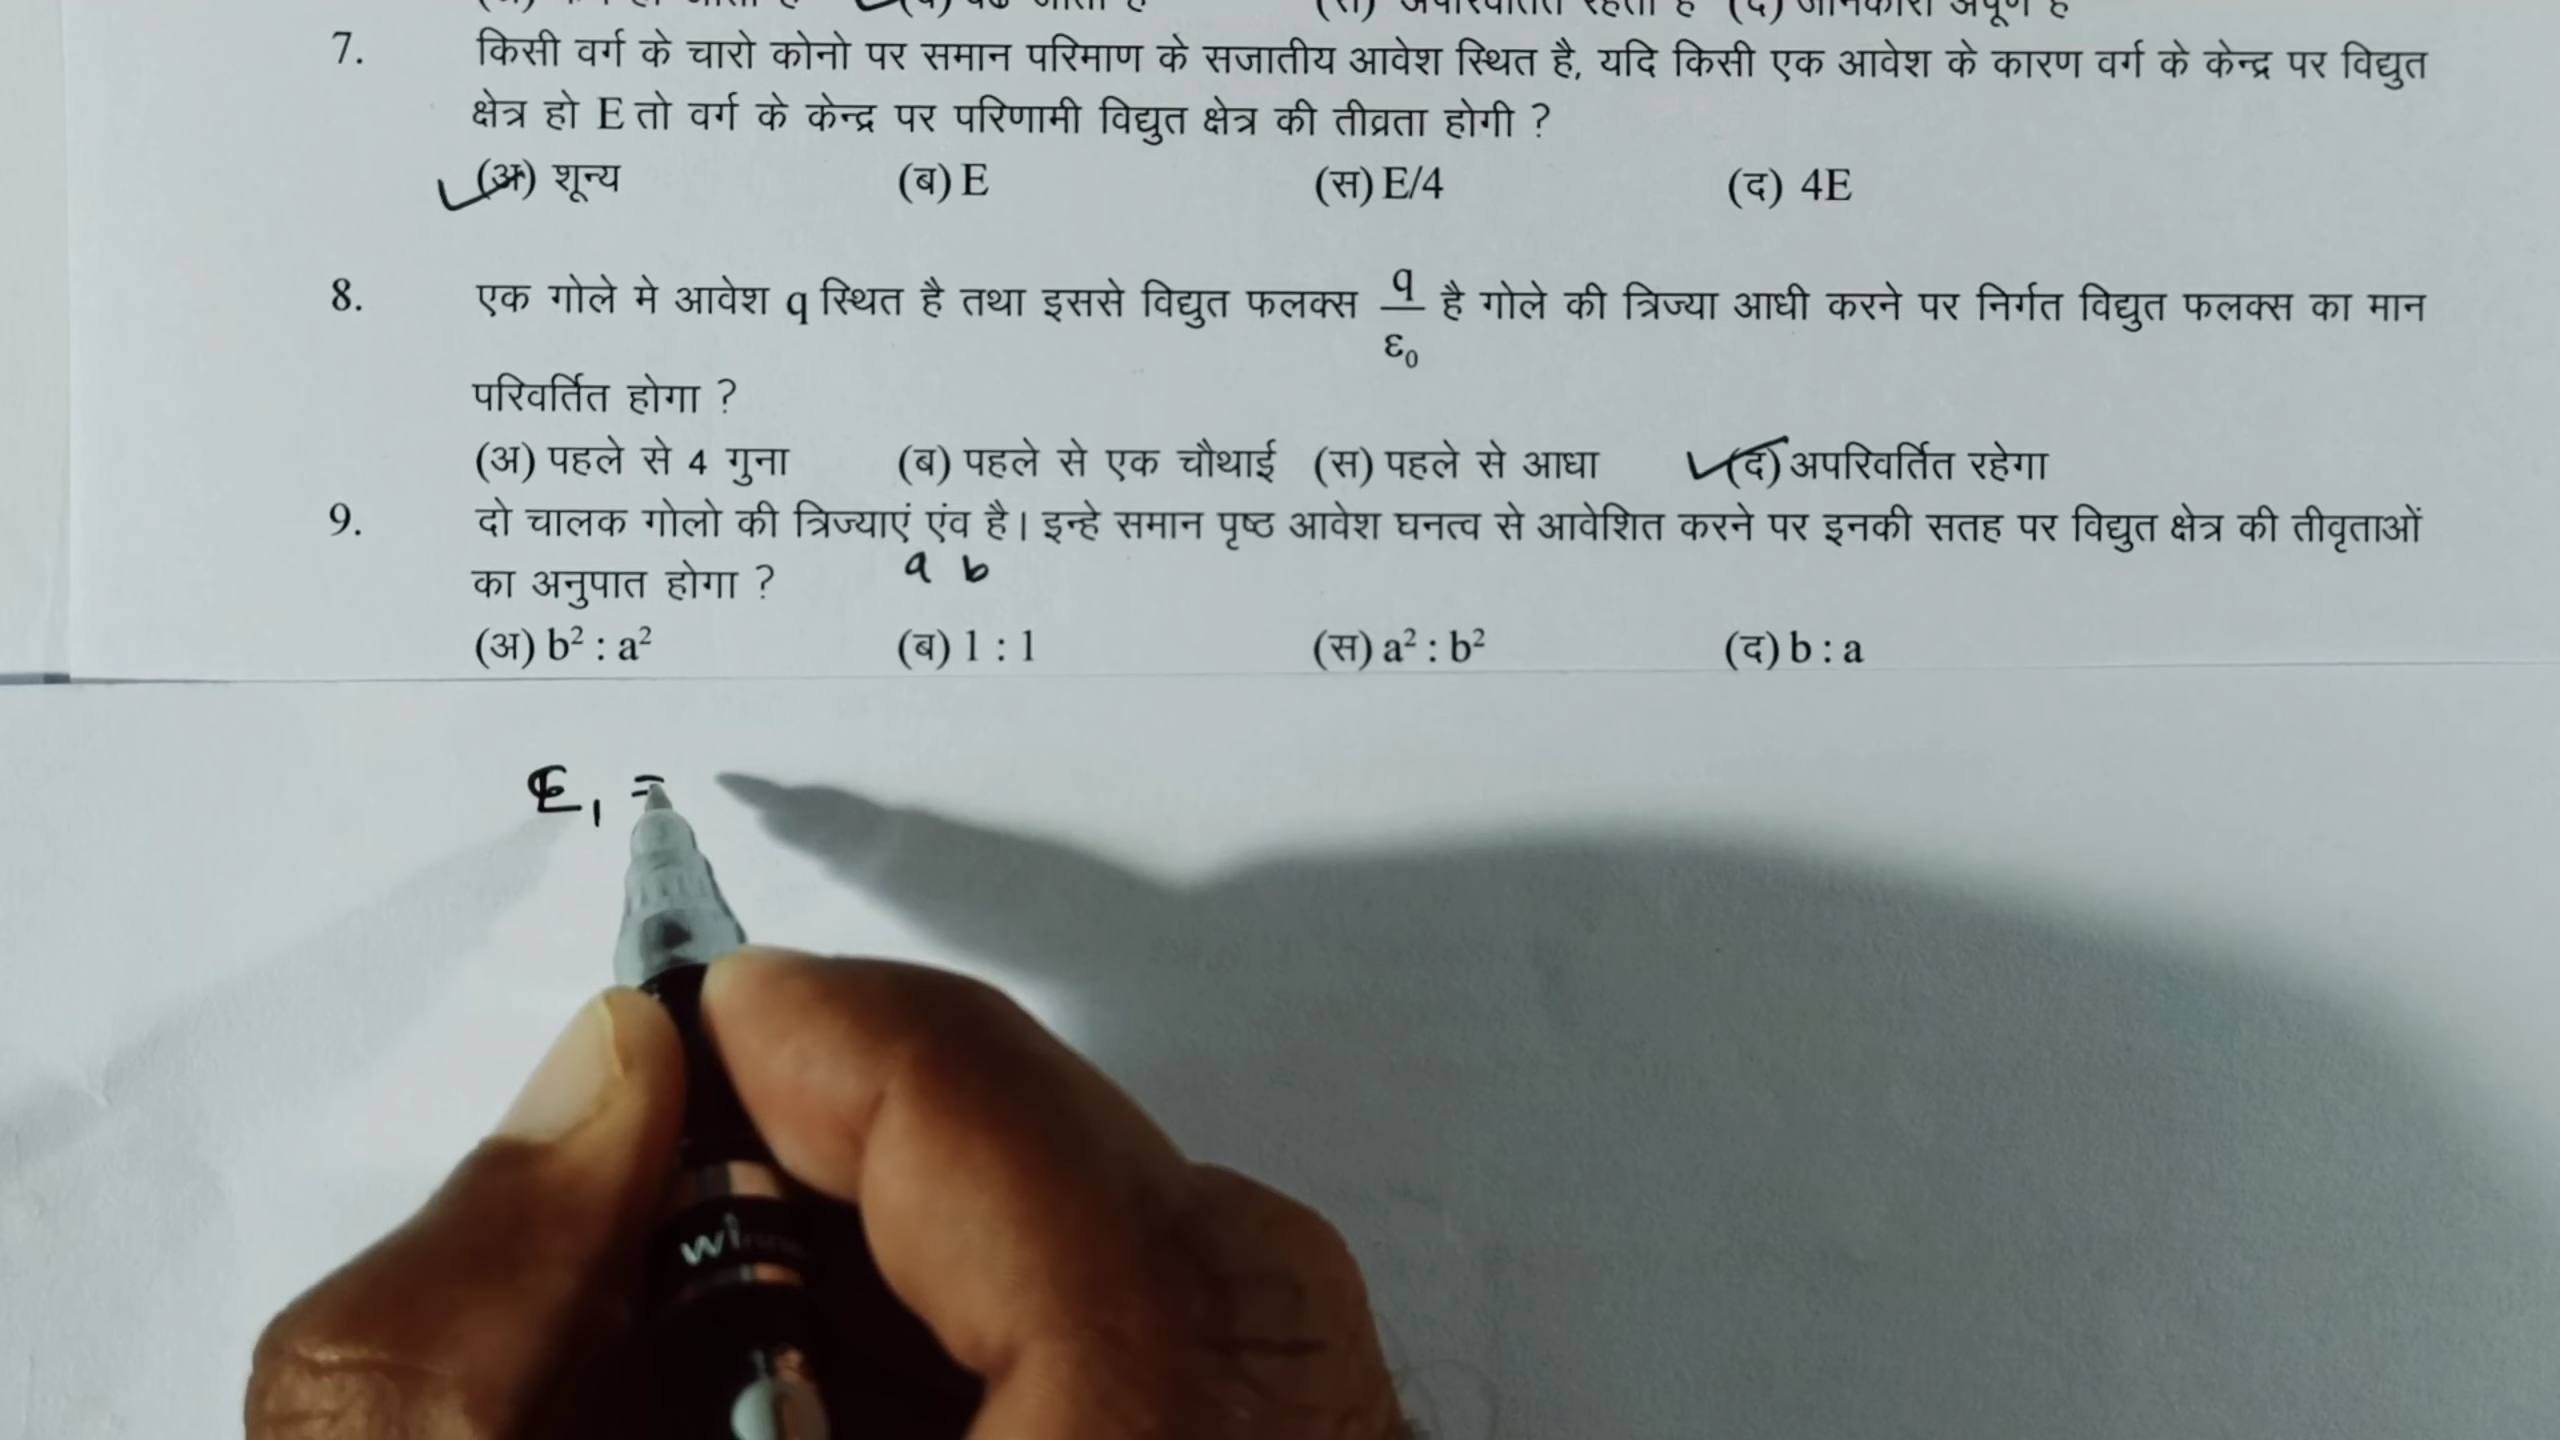 7. किसी वर्ग के चारो कोनो पर समान परिमाण के सजातीय आवेश स्थित है, यदि किसी एक आवेश के कारण वर्ग के केन्द्र पर विद्युत
क्षेत्र हो E तो वर्ग के केन्द्र पर परिणामी विद्युत क्षेत्र की तीव्रता होगी ?
(अ) शून्य (ब) E (स) E/4 (द) 4E
8. एक गोले मे आवेश q स्थित है तथा इससे विद्युत फलक्स q/ε₀ है गोले की त्रिज्या आधी करने पर निर्गत विद्युत फलक्स का मान
परिवर्तित होगा ?
(अ) पहले से 4 गुना (ब) पहले से एक चौथाई (स) पहले से आधा (द) अपरिवर्तित रहेगा
9. दो चालक गोलो की त्रिज्याएं एंव है। इन्हे समान पृष्ठ आवेश घनत्व से आवेशित करने पर इनकी सतह पर विद्युत क्षेत्र की तीवृताओं
का अनुपात होगा ? a b
(अ) b² : a² (ब) 1 : 1 (स) a² : b² (द) b : a
E₁ =